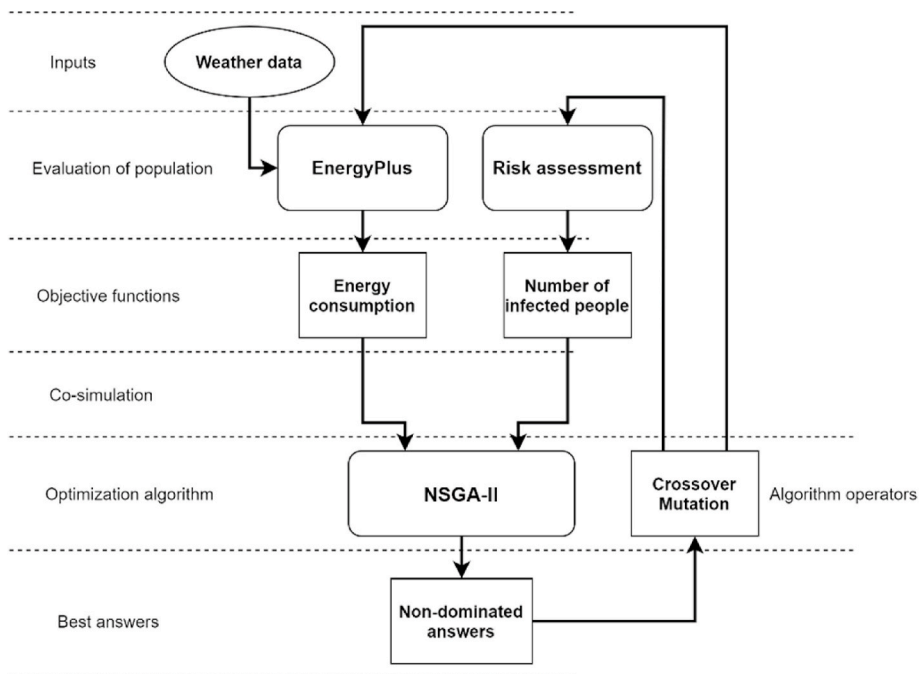 Inputs
Weather data
Evaluation of population
EnergyPlus
Risk assessment
Objective functions
Energy
consumption
Number of
infected people
Co-simulation
Optimization algorithm
NSGA-II
Crossover
Mutation
Algorithm operators
Best answers
Non-dominated
answers